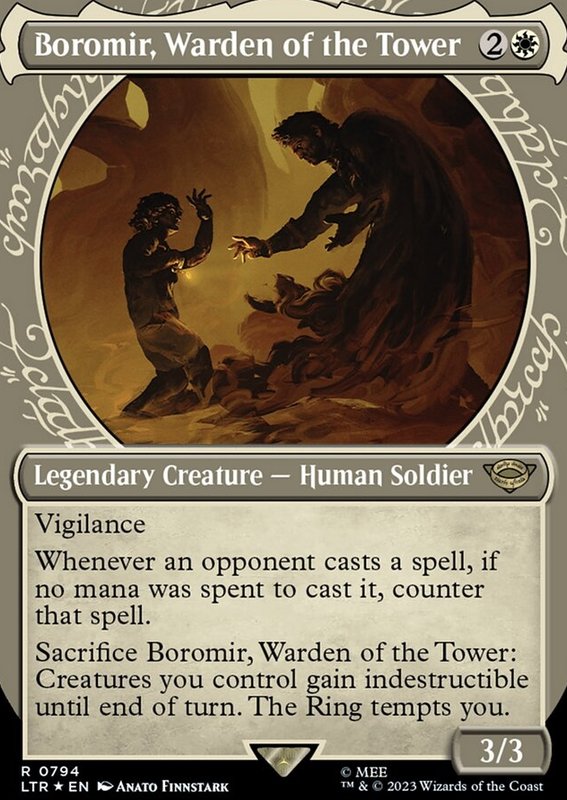 Boromir, Warden of the Tower 2
Legendary Creature — Human Soldier
Vigilance
Whenever an opponent casts a spell, if
no mana was spent to cast it, counter
that spell.
Sacrifice Boromir, Warden of the Tower:
Creatures you control gain indestructible
until end of turn. The Ring tempts you.
3/3
R 0794
LTR ★ EN ANATO FINNSTARK
© MEE
™ & © 2023 Wizards of the Coast